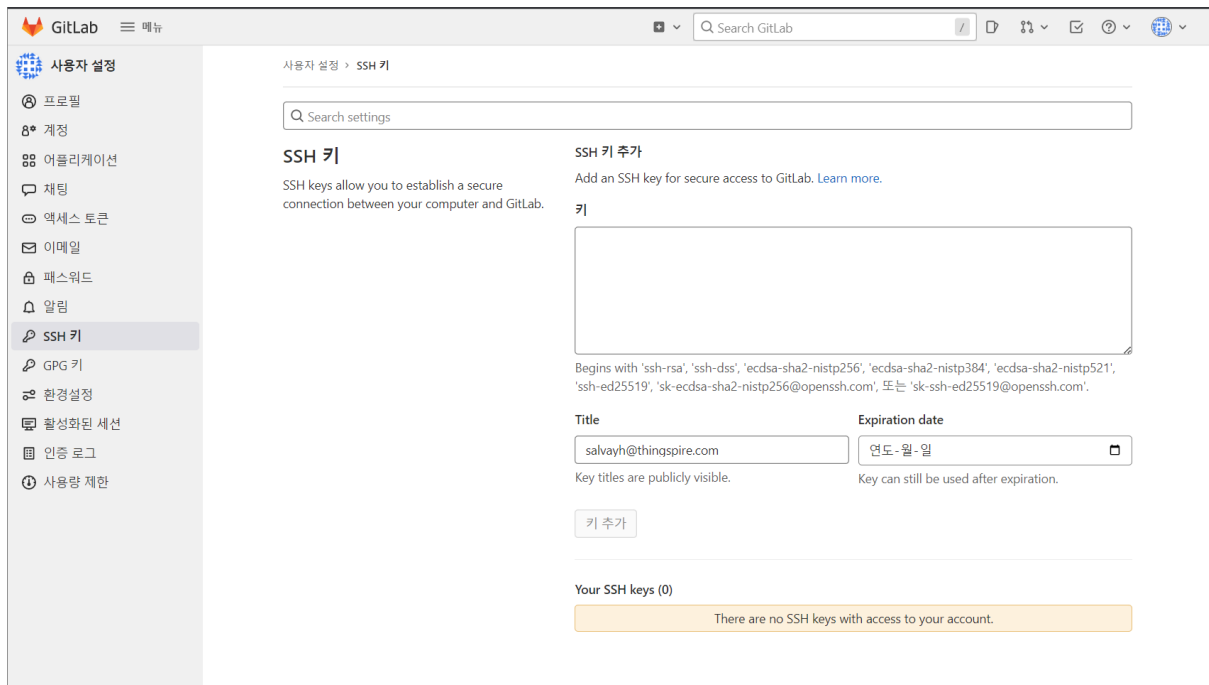 GitLab 메뉴 Search GitLab /
사용자 설정
프로필
계정
어플리케이션
채팅
액세스 토큰
이메일
패스워드
알림
SSH 키
GPG 키
환경설정
활성화된 세션
인증 로그
사용량 제한
사용자 설정 > SSH 키
Search settings
SSH 키
SSH keys allow you to establish a secure
connection between your computer and GitLab.
SSH 키 추가
Add an SSH key for secure access to GitLab. Learn more.
키
Begins with 'ssh-rsa', 'ssh-dss', 'ecdsa-sha2-nistp256', 'ecdsa-sha2-nistp384', 'ecdsa-sha2-nistp521',
'ssh-ed25519', 'sk-ecdsa-sha2-nistp256@openssh.com', 또는 'sk-ssh-ed25519@openssh.com'.
Title
salvayh@thingspire.com
Key titles are publicly visible.
Expiration date
연도-월-일
Key can still be used after expiration.
키 추가
Your SSH keys (0)
There are no SSH keys with access to your account.